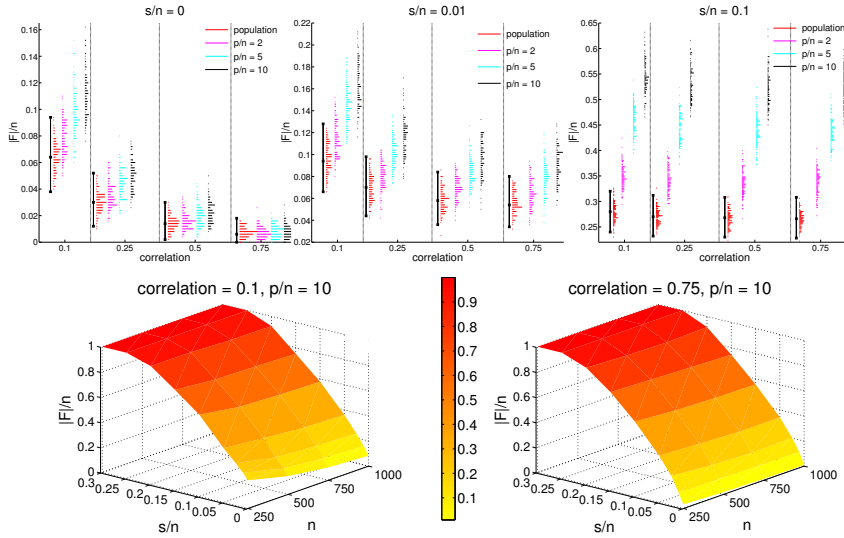 s/n = 0
|F|/n
0.16
0.14
0.12
0.1
0.08
0.06
0.04
0.02
0
population
p/n = 2
p/n = 5
p/n = 10
0.1
0.25
0.5
0.75
correlation
s/n = 0.01
|F|/n
0.22
0.2
0.18
0.16
0.14
0.12
0.1
0.08
0.06
0.04
0.02
population
p/n = 2
p/n = 5
p/n = 10
0.1
0.25
0.5
0.75
correlation
s/n = 0.1
|F|/n
0.65
0.6
0.55
0.5
0.45
0.4
0.35
0.3
0.25
population
p/n = 2
p/n = 5
p/n = 10
0.1
0.25
0.5
0.75
correlation
correlation = 0.1, p/n = 10
|F|/n
1
0.8
0.6
0.4
0.2
0
0.3
0.25
0.2
0.15
0.1
0.05
0
s/n
250
500
750
1000
n
0.9
0.8
0.7
0.6
0.5
0.4
0.3
0.2
0.1
correlation = 0.75, p/n = 10
|F|/n
1
0.8
0.6
0.4
0.2
0
0.3
0.25
0.2
0.15
0.1
0.05
0
s/n
250
500
750
1000
n